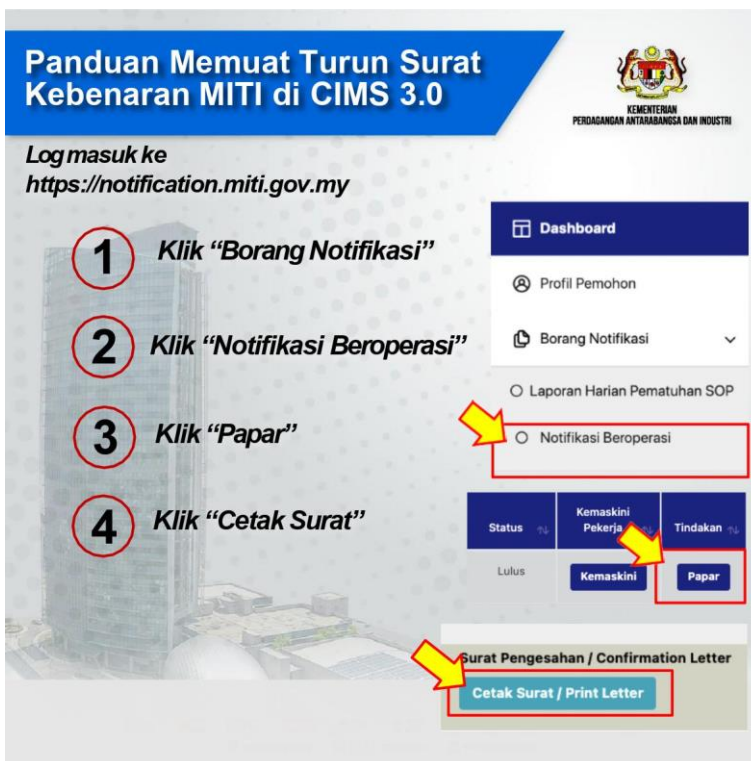 Panduan Memuat Turun Surat
Kebenaran MITI di CIMS 3.0
KEMENTERIAN
PERDAGANGAN ANTARABANGSA DAN INDUSTRI
Log masuk ke
https://notification.miti.gov.my
1 Klik “Borang Notifikasi”
2 Klik “Notifikasi Beroperasi”
3 Klik “Papar”
4 Klik “Cetak Surat”
Dashboard
Profil Pemohon
Borang Notifikasi
Laporan Harian Pematuhan SOP
Notifikasi Beroperasi
Status
Kemaskini
Pekerja
Tindakan
Lulus
Kemaskini
Papar
Surat Pengesahan / Confirmation Letter
Cetak Surat / Print Letter